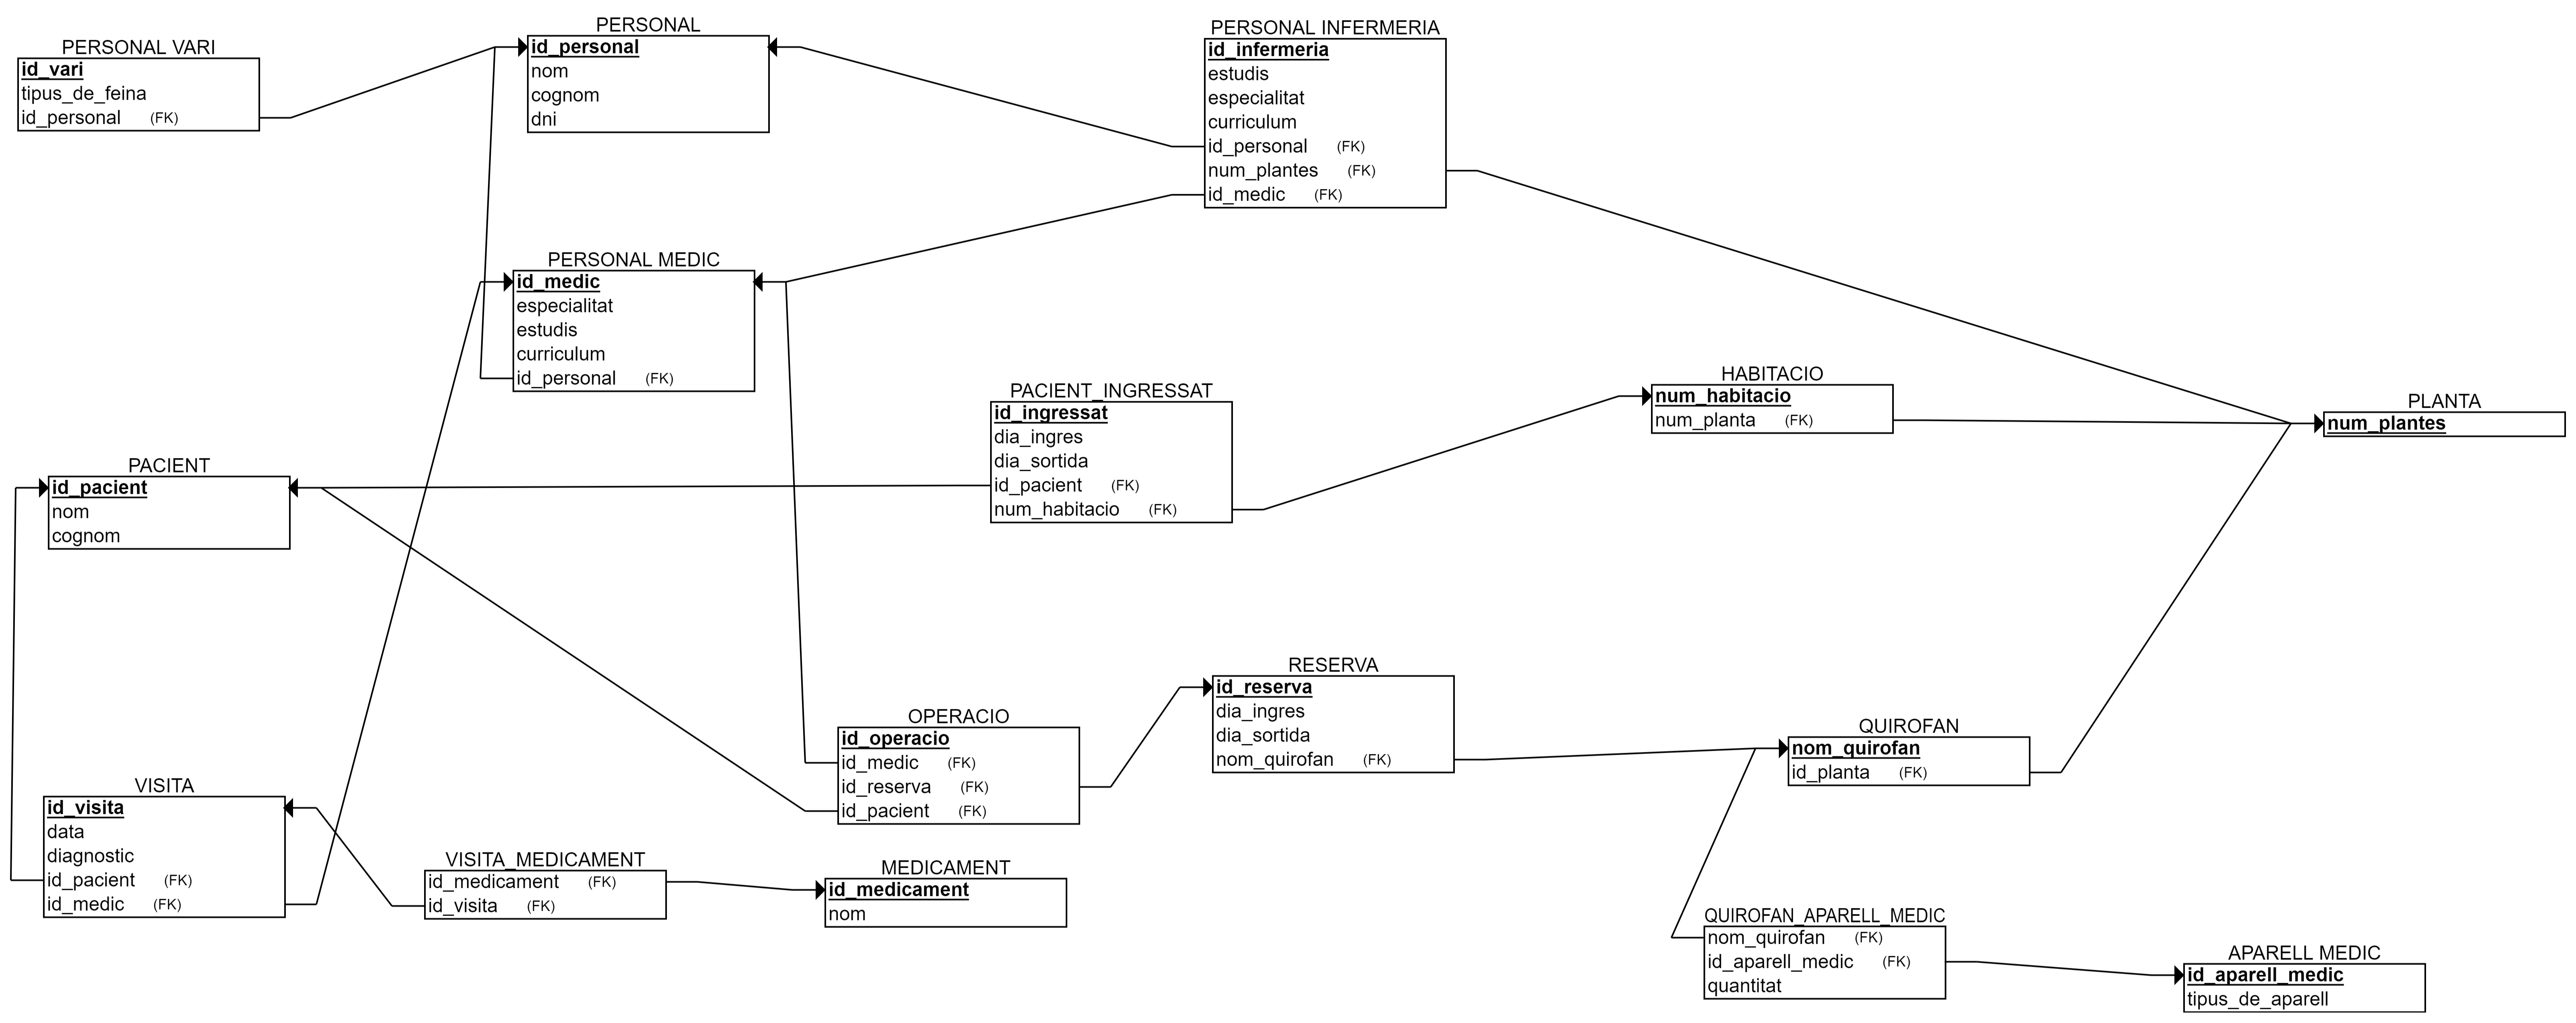 PERSONAL VARI
id_vari
tipus_de_feina
id_personal (FK)
PERSONAL
id_personal
nom
cognom
dni
PERSONAL INFERMERIA
id_infermeria
estudis
especialitat
curriculum
id_personal (FK)
num_plantes (FK)
id_medic (FK)
PERSONAL MEDIC
id_medic
especialitat
estudis
curriculum
id_personal (FK)
PACIENT_INGRESSAT
id_ingressat
dia_ingres
dia_sortida
id_pacient (FK)
num_habitacio (FK)
HABITACIO
num_habitacio
num_planta (FK)
PLANTA
num_plantes
PACIENT
id_pacient
nom
cognom
RESERVA
id_reserva
dia_ingres
dia_sortida
nom_quirofan (FK)
OPERACIO
id_operacio
id_medic (FK)
id_reserva (FK)
id_pacient (FK)
QUIROFAN
nom_quirofan
id_planta (FK)
VISITA
id_visita
data
diagnostic
id_pacient (FK)
id_medic (FK)
VISITA_MEDICAMENT
id_medicament (FK)
id_visita (FK)
MEDICAMENT
id_medicament
nom
QUIROFAN_APARELL_MEDIC
nom_quirofan (FK)
id_aparell_medic (FK)
quantitat
APARELL MEDIC
id_aparell_medic
tipus_de_aparell